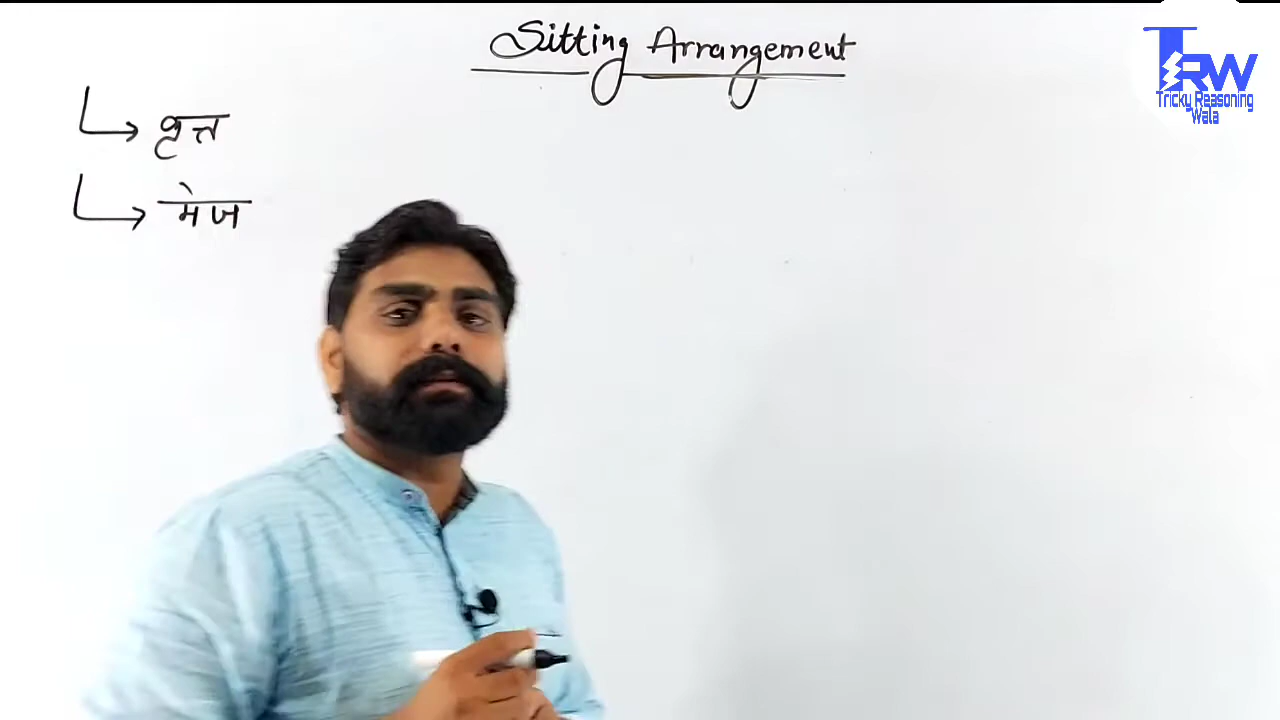 Sitting Arrangement
वृत्त
मेज
TRW
Tricky Reasoning
Wala